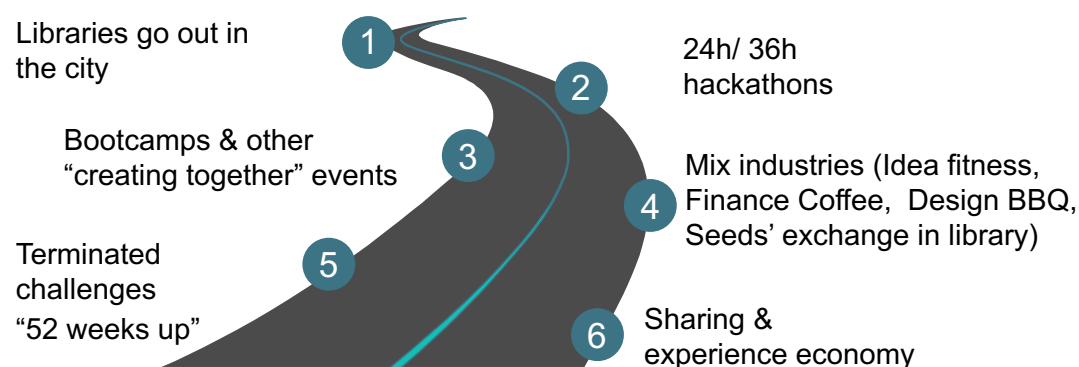 Libraries go out in
the city
1
2
24h/ 36h
hackathons
Bootcamps & other
“creating together” events
3
4
Mix industries (Idea fitness,
Finance Coffee,  Design BBQ,
Seeds’ exchange in library)
Terminated
challenges
“52 weeks up”
5
6
Sharing &
experience economy